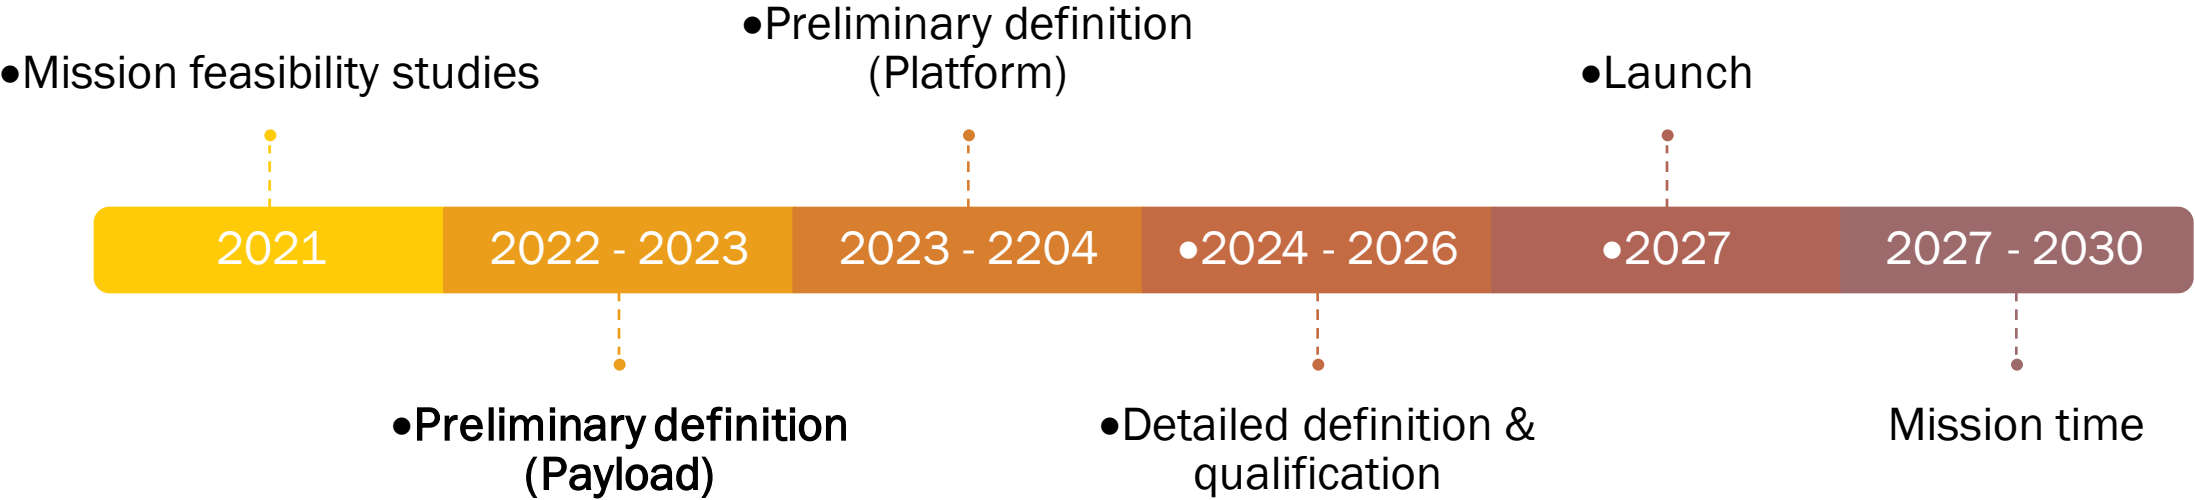 •Preliminary definition
(Platform)
•Mission feasibility studies
•Launch
2021
2022 - 2023
2023 - 2204
•2024 - 2026
•2027
2027 - 2030
•Preliminary definition
(Payload)
•Detailed definition &
qualification
Mission time